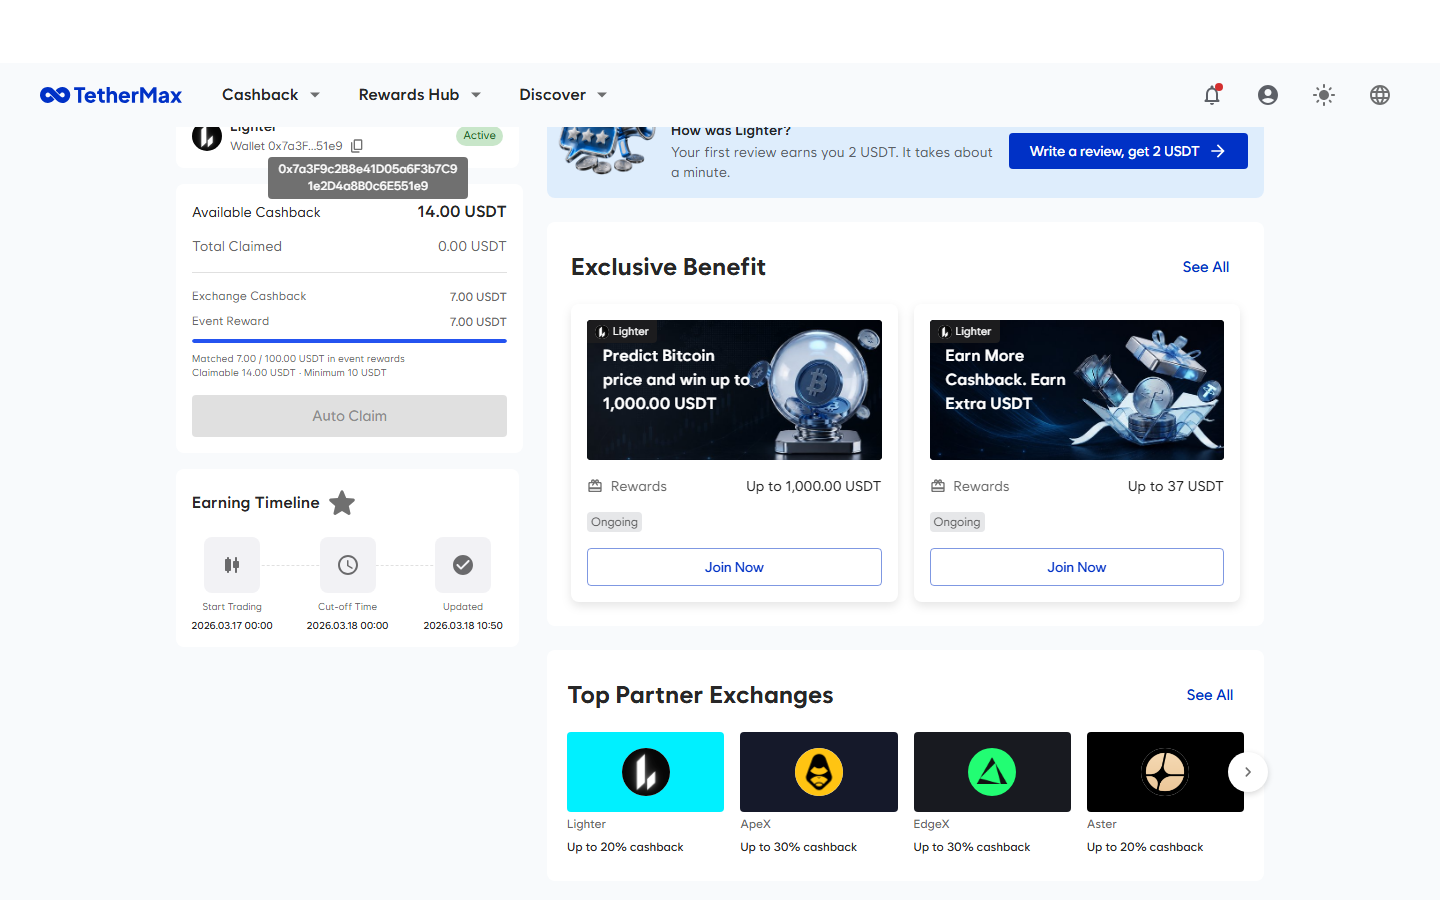 TetherMax
Cashback
Rewards Hub
Discover
Lighter
Wallet 0x7a3F...51e9
Active
0x7a3F9c2B8e41D05a6F3b7C9
1e2D4a8B0c6E551e9
Available Cashback
14.00 USDT
Total Claimed
0.00 USDT
Exchange Cashback
7.00 USDT
Event Reward
7.00 USDT
Matched 7.00 / 100.00 USDT in event rewards
Claimable 14.00 USDT · Minimum 10 USDT
Auto Claim
Earning Timeline
Start Trading
2026.03.17 00:00
Cut-off Time
2026.03.18 00:00
Updated
2026.03.18 10:50
How was Lighter?
Your first review earns you 2 USDT. It takes about
a minute.
Write a review, get 2 USDT
Exclusive Benefit
See All
Lighter
Predict Bitcoin
price and win up to
1,000.00 USDT
Rewards
Up to 1,000.00 USDT
Ongoing
Join Now
Lighter
Earn More
Cashback. Earn
Extra USDT
Rewards
Up to 37 USDT
Ongoing
Join Now
Top Partner Exchanges
See All
Lighter
Up to 20% cashback
ApeX
Up to 30% cashback
EdgeX
Up to 30% cashback
Aster
Up to 20% cashback